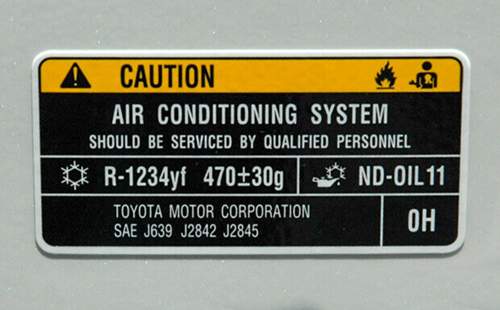 CAUTION
AIR CONDITIONING SYSTEM
SHOULD BE SERVICED BY QUALIFIED PERSONNEL
R-1234yf 470±30g ND-OIL11
TOYOTA MOTOR CORPORATION
SAE J639 J2842 J2845
0H